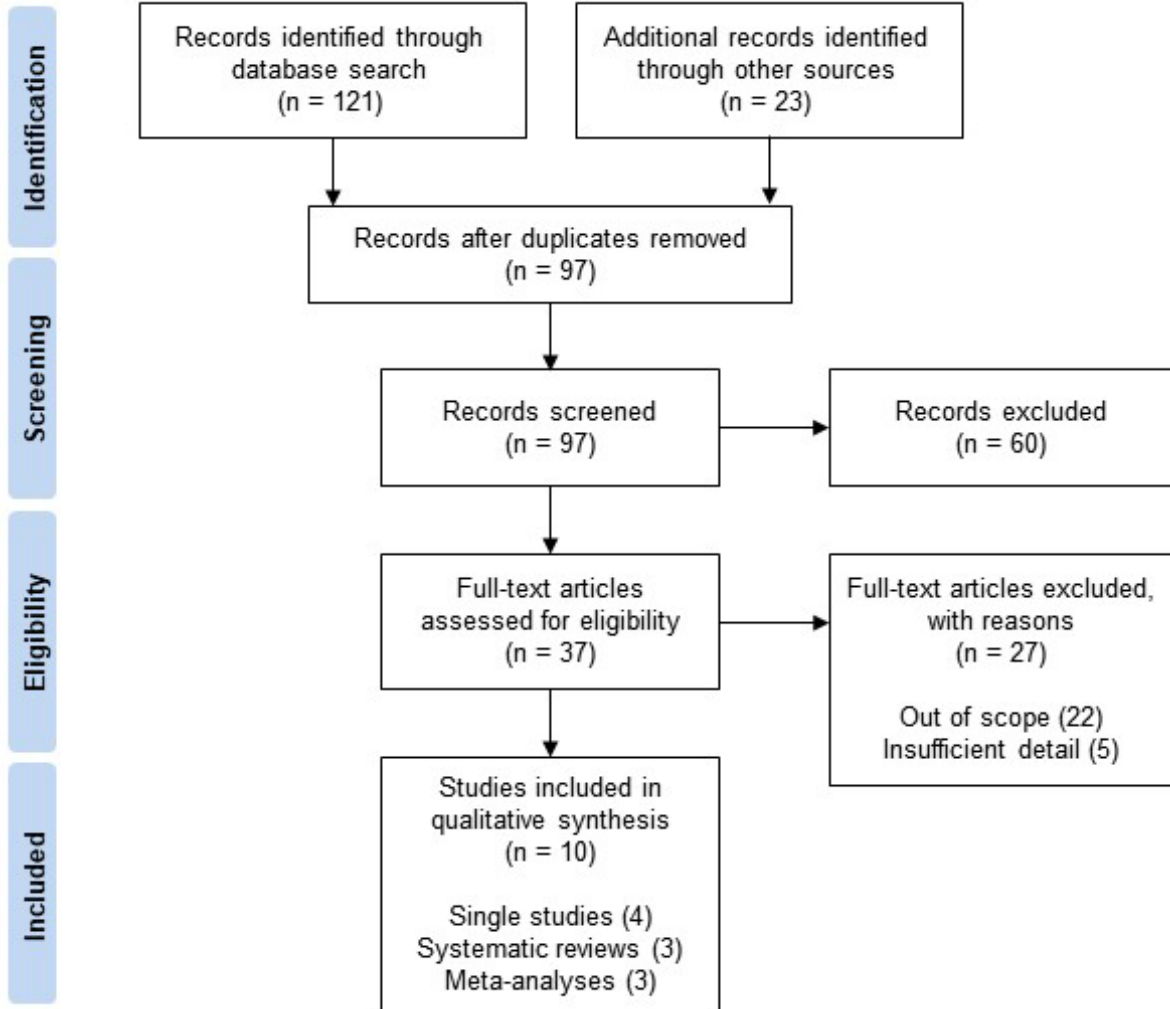 Identification
Records identified through
database search
(n = 121)
Additional records identified
through other sources
(n = 23)
Records after duplicates removed
(n = 97)
Screening
Records screened
(n = 97)
Records excluded
(n = 60)
Eligibility
Full-text articles
assessed for eligibility
(n = 37)
Full-text articles excluded,
with reasons
(n = 27)
Out of scope (22)
Insufficient detail (5)
Included
Studies included in
qualitative synthesis
(n = 10)
Single studies (4)
Systematic reviews (3)
Meta-analyses (3)